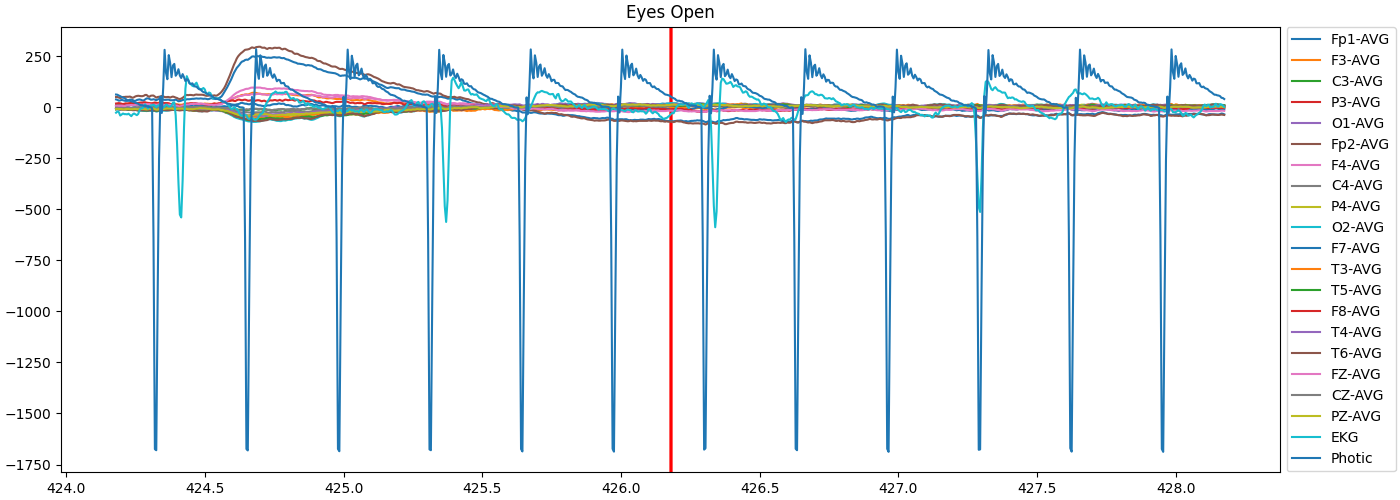 Eyes Open
250
0
−250
−500
−750
−1000
−1250
−1500
−1750
424.0 424.5 425.0 425.5 426.0 426.5 427.0 427.5 428.0
Fp1-AVG
F3-AVG
C3-AVG
P3-AVG
O1-AVG
Fp2-AVG
F4-AVG
C4-AVG
P4-AVG
O2-AVG
F7-AVG
T3-AVG
T5-AVG
F8-AVG
T4-AVG
T6-AVG
FZ-AVG
CZ-AVG
PZ-AVG
EKG
Photic